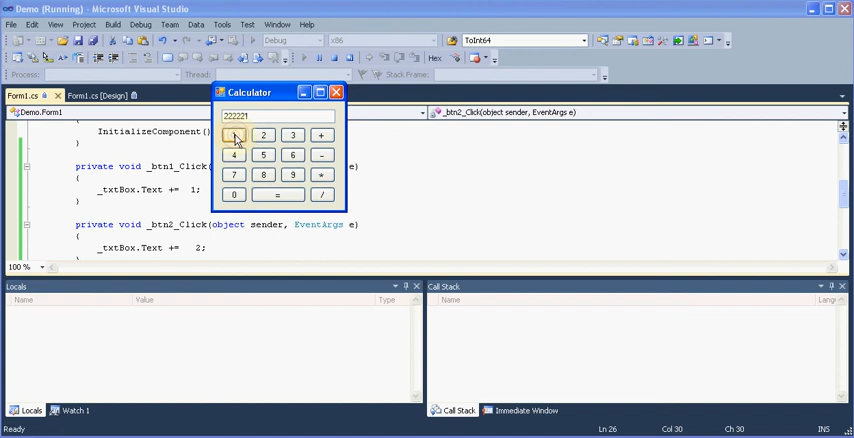 Demo (Running) - Microsoft Visual Studio
File Edit View Project Build Debug Team Data Tools Test Window Help
Debug x86 ToInt64
Hex
Process: Thread: Stack Frame:
Form1.cs Form1.cs [Design]
Demo.Form1 _btn2_Click(object sender, EventArgs e)
Calculator
222221
1 2 3 +
4 5 6 -
7 8 9 *
0 = /
InitializeComponent()
}
private void _btn1_Click( e)
{
_txtBox.Text += 1;
}
private void _btn2_Click(object sender, EventArgs e)
{
_txtBox.Text += 2;
100 %
Locals Call Stack
Name Value Type Name Lang
Locals Watch 1 Call Stack Immediate Window
Ready Ln 26 Col 30 Ch 30 INS